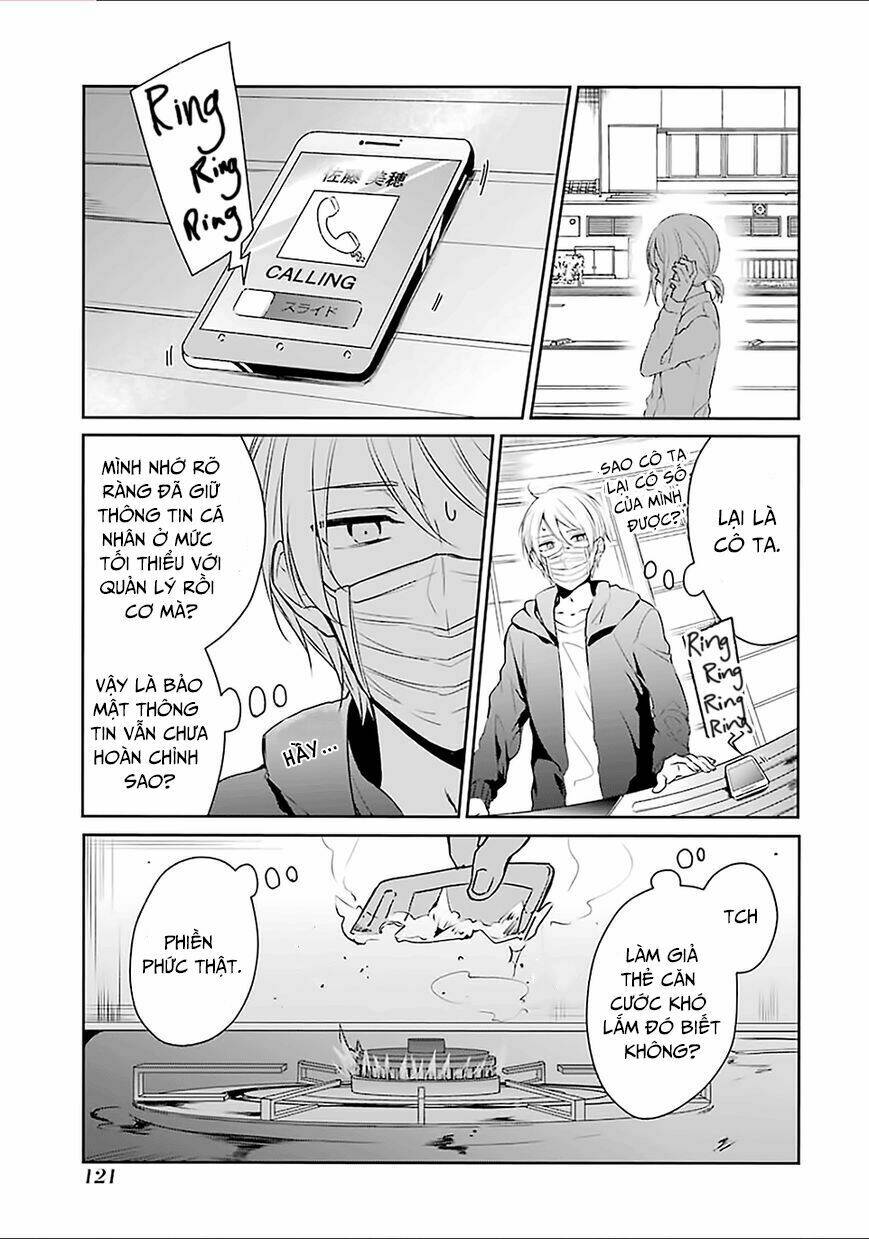 Ring
Ring
Ring
佐藤 美穂
CALLING
スライド
LẠI LÀ
CÔ TA.
SAO CÔ TA
LẠI CÓ SỐ
CỦA MÌNH
ĐƯỢC?
Ring
Ring
Ring
Ring
MÌNH NHỚ RÕ
RÀNG ĐÃ GIỮ
THÔNG TIN CÁ
NHÂN Ở MỨC
TỐI THIỂU VỚI
QUẢN LÝ RỒI
CƠ MÀ?
VẬY LÀ BẢO
MẬT THÔNG
TIN VẪN CHƯA
HOÀN CHỈNH
SAO?
HẦY...
TCH
LÀM GIẢ
THẺ CĂN
CƯỚC KHÓ
LẮM ĐÓ BIẾT
KHÔNG?
PHIỀN
PHỨC THẬT.
121